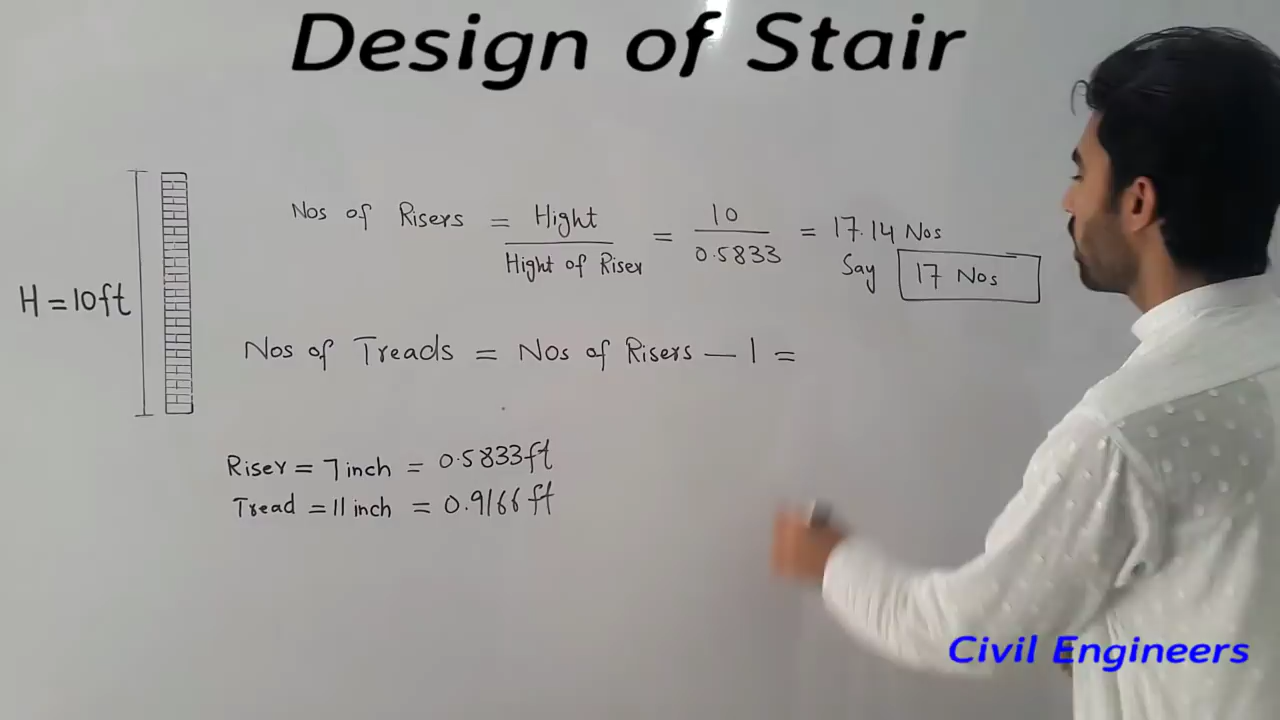 Design of Stair
Nos of Risers = Hight / Hight of Riser = 10 / 0.5833 = 17.14 Nos
Say 17 Nos
H = 10ft
Nos of Treads = Nos of Risers — 1 =
Riser = 7 inch = 0.5833ft
Tread = 11 inch = 0.9166 ft
Civil Engineers